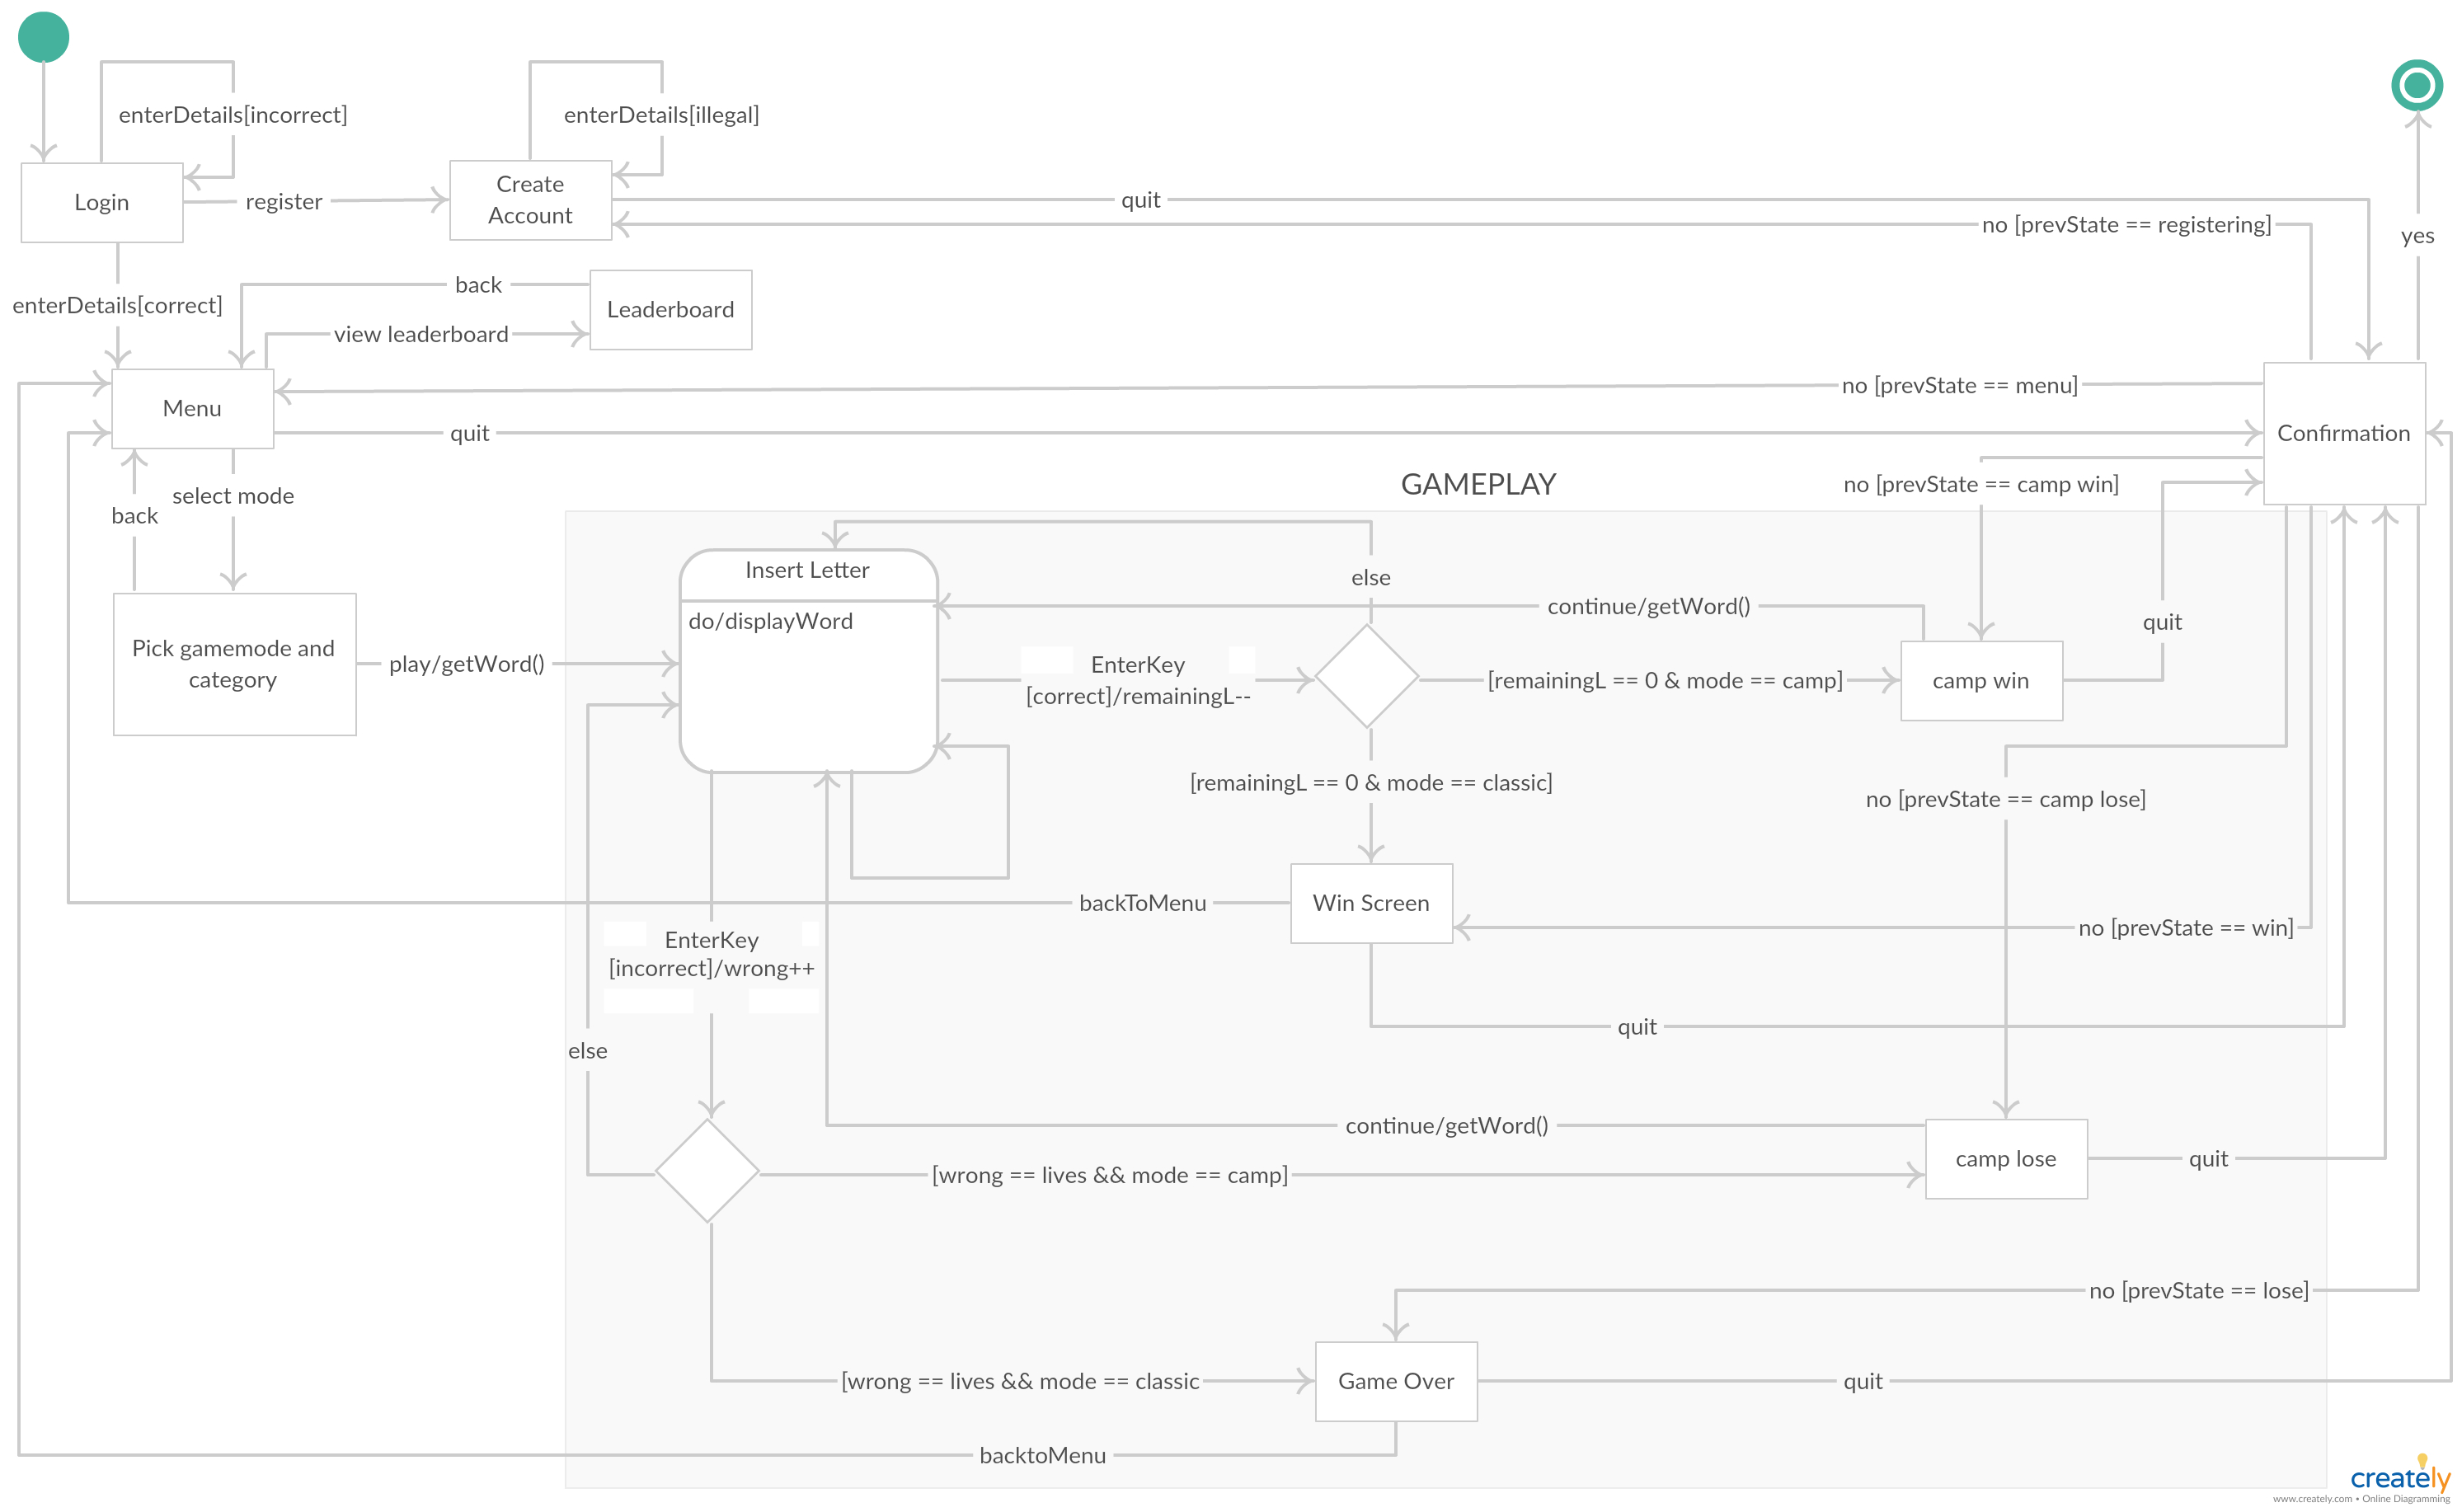 enterDetails[incorrect]
enterDetails[illegal]
Login
register
Create
Account
quit
no [prevState == registering]
yes
enterDetails[correct]
back
Leaderboard
view leaderboard
Menu
no [prevState == menu]
quit
Confirmation
GAMEPLAY
no [prevState == camp win]
select mode
back
Insert Letter
else
do/displayWord
continue/getWord()
quit
Pick gamemode and
category
play/getWord()
EnterKey
[correct]/remainingL--
[remainingL == 0 & mode == camp]
camp win
[remainingL == 0 & mode == classic]
no [prevState == camp lose]
backToMenu
Win Screen
no [prevState == win]
EnterKey
[incorrect]/wrong++
quit
else
continue/getWord()
camp lose
quit
[wrong == lives && mode == camp]
no [prevState == lose]
[wrong == lives && mode == classic
Game Over
quit
backtoMenu
creately
www.creately.com • Online Diagramming